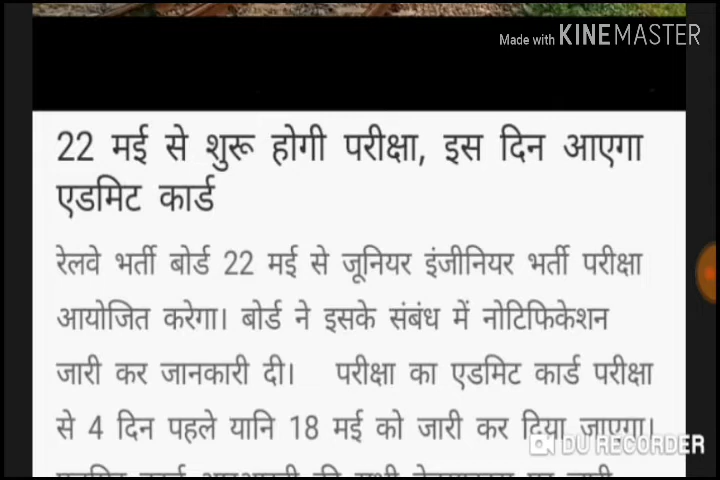 Made with KINEMASTER
22 मई से शुरू होगी परीक्षा, इस दिन आएगा
एडमिट कार्ड
रेलवे भर्ती बोर्ड 22 मई से जूनियर इंजीनियर भर्ती परीक्षा
आयोजित करेगा। बोर्ड ने इसके संबंध में नोटिफिकेशन
जारी कर जानकारी दी। परीक्षा का एडमिट कार्ड परीक्षा
से 4 दिन पहले यानि 18 मई को जारी कर दिया जाएगा।
DU RECORDER